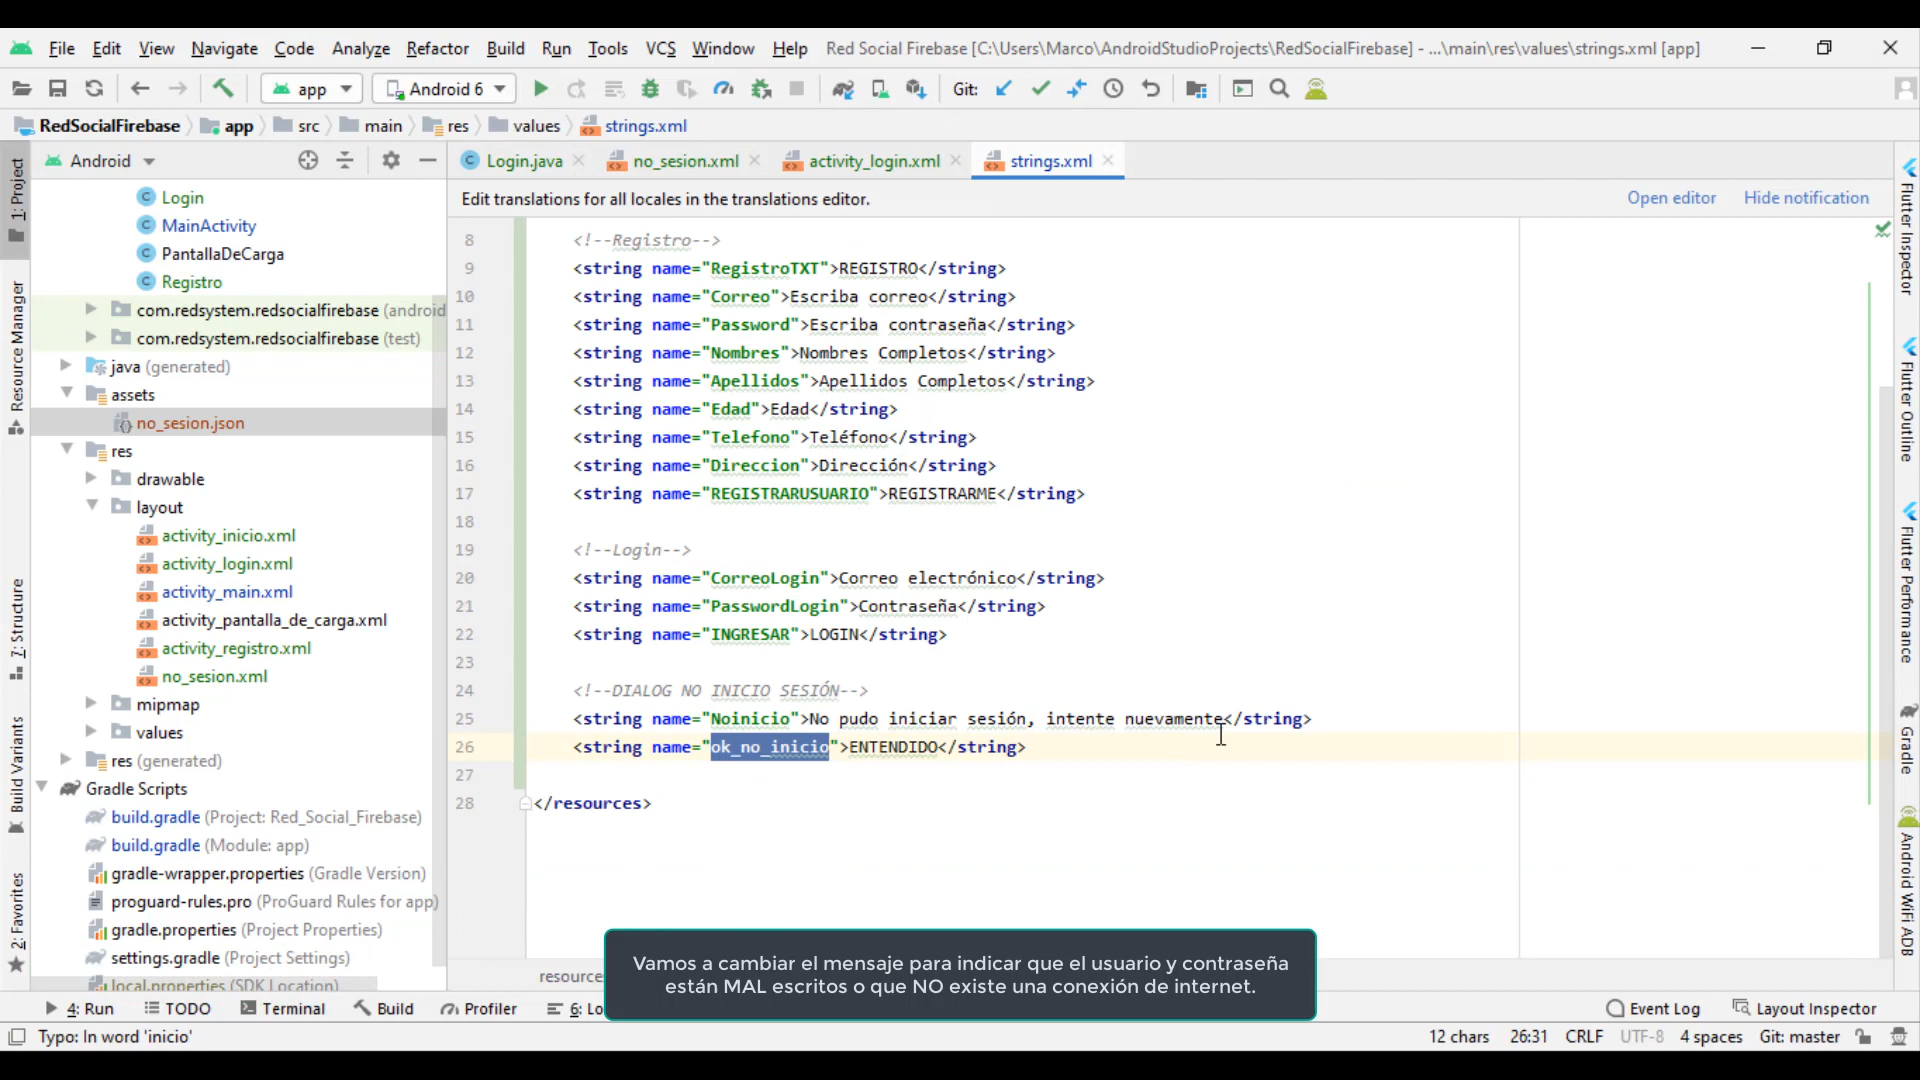 File Edit View Navigate Code Analyze Refactor Build Run Tools VCS Window Help Red Social Firebase [C:\Users\Marco\AndroidStudioProjects\RedSocialFirebase] - ...\main\res\values\strings.xml [app]
app Android 6 Git:
RedSocialFirebase app src main res values strings.xml
Android
Login.java no_sesion.xml activity_login.xml strings.xml
Edit translations for all locales in the translations editor. Open editor Hide notification
1: Project
Resource Manager
7: Structure
Build Variants
2: Favorites
Login
MainActivity
PantallaDeCarga
Registro
com.redsystem.redsocialfirebase (android
com.redsystem.redsocialfirebase (test)
java (generated)
assets
no_sesion.json
res
drawable
layout
activity_inicio.xml
activity_login.xml
activity_main.xml
activity_pantalla_de_carga.xml
activity_registro.xml
no_sesion.xml
mipmap
values
res (generated)
Gradle Scripts
build.gradle (Project: Red_Social_Firebase)
build.gradle (Module: app)
gradle-wrapper.properties (Gradle Version)
proguard-rules.pro (ProGuard Rules for app)
gradle.properties (Project Properties)
settings.gradle (Project Settings)
local.properties (SDK Location)
8 <!--Registro-->
9 <string name="RegistroTXT">REGISTRO</string>
10 <string name="Correo">Escriba correo</string>
11 <string name="Password">Escriba contraseña</string>
12 <string name="Nombres">Nombres Completos</string>
13 <string name="Apellidos">Apellidos Completos</string>
14 <string name="Edad">Edad</string>
15 <string name="Telefono">Teléfono</string>
16 <string name="Direccion">Dirección</string>
17 <string name="REGISTRARUSUARIO">REGISTRARME</string>
18
19 <!--Login-->
20 <string name="CorreoLogin">Correo electrónico</string>
21 <string name="PasswordLogin">Contraseña</string>
22 <string name="INGRESAR">LOGIN</string>
23
24 <!--DIALOG NO INICIO SESIÓN-->
25 <string name="Noinicio">No pudo iniciar sesión, intente nuevamente</string>
26 <string name="ok_no_inicio">ENTENDIDO</string>
27
28 </resources>
resource
Vamos a cambiar el mensaje para indicar que el usuario y contraseña
están MAL escritos o que NO existe una conexión de internet.
Flutter Inspector
Flutter Outline
Flutter Performance
Gradle
Android WiFi ADB
4: Run TODO Terminal Build Profiler 6: Lo Event Log Layout Inspector
Typo: In word 'inicio' 12 chars 26:31 CRLF UTF-8 4 spaces Git: master